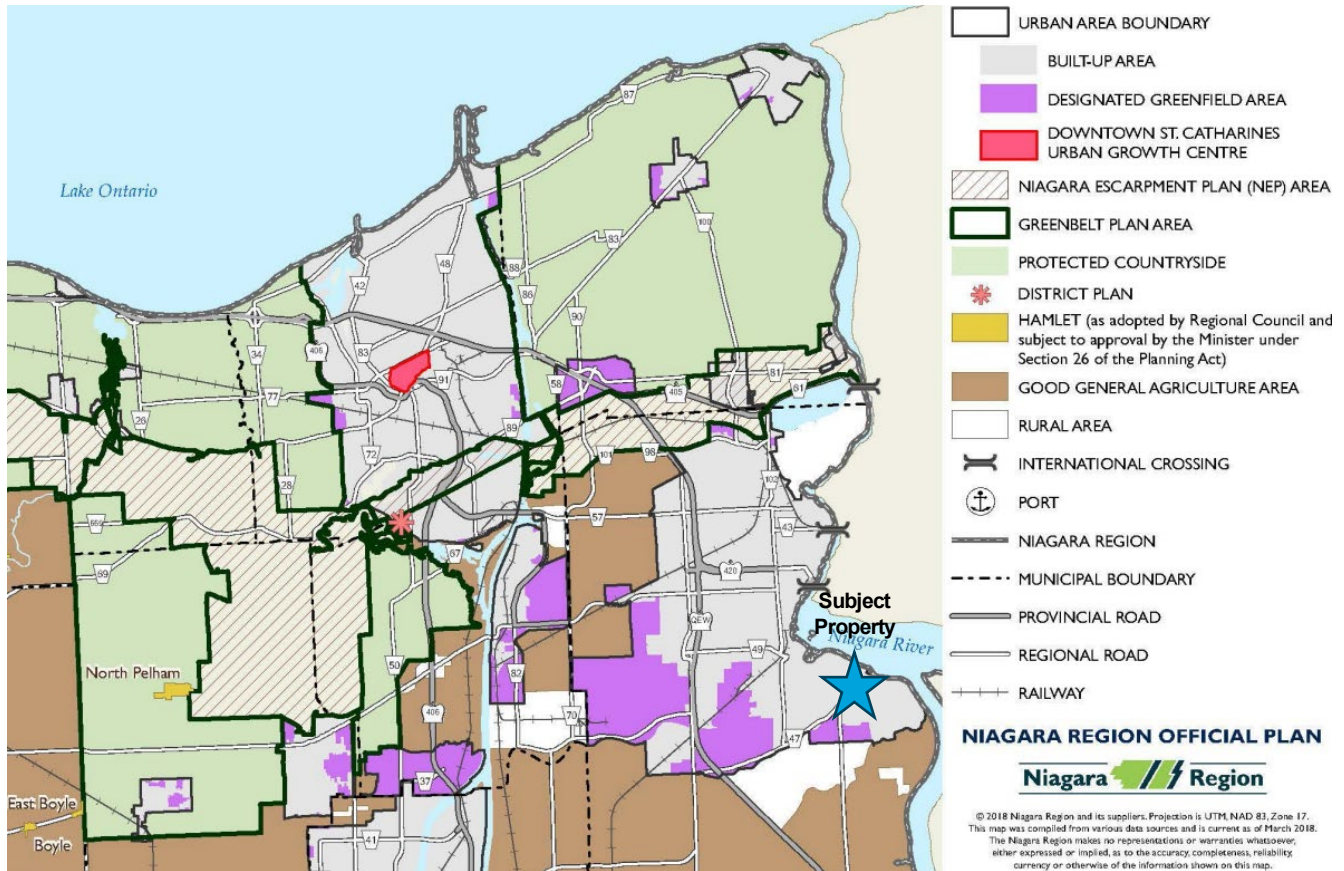 Lake Ontario
87
100
83
48
88
42
86
90
406
34
83
91
77
58
405
81
81
26
89
72
101
98
28
102
57
43
67
69
420
Subject
Property
Niagara River
QEW
49
North Pelham
50
82
70
406
47
37
East Boyle
Boyle
41
URBAN AREA BOUNDARY
BUILT-UP AREA
DESIGNATED GREENFIELD AREA
DOWNTOWN ST. CATHARINES
URBAN GROWTH CENTRE
NIAGARA ESCARPMENT PLAN (NEP) AREA
GREENBELT PLAN AREA
PROTECTED COUNTRYSIDE
DISTRICT PLAN
HAMLET (as adopted by Regional Council and
subject to approval by the Minister under
Section 26 of the Planning Act)
GOOD GENERAL AGRICULTURE AREA
RURAL AREA
INTERNATIONAL CROSSING
PORT
NIAGARA REGION
MUNICIPAL BOUNDARY
PROVINCIAL ROAD
REGIONAL ROAD
RAILWAY
NIAGARA REGION OFFICIAL PLAN
Niagara Region
© 2018 Niagara Region and its suppliers. Projection is UTM, NAD 83, Zone 17.
This map was compiled from various data sources and is current as of March 2018.
The Niagara Region makes no representations or warranties whatsoever,
either expressed or implied, as to the accuracy, completeness, reliability,
currency or otherwise of the information shown on this map.